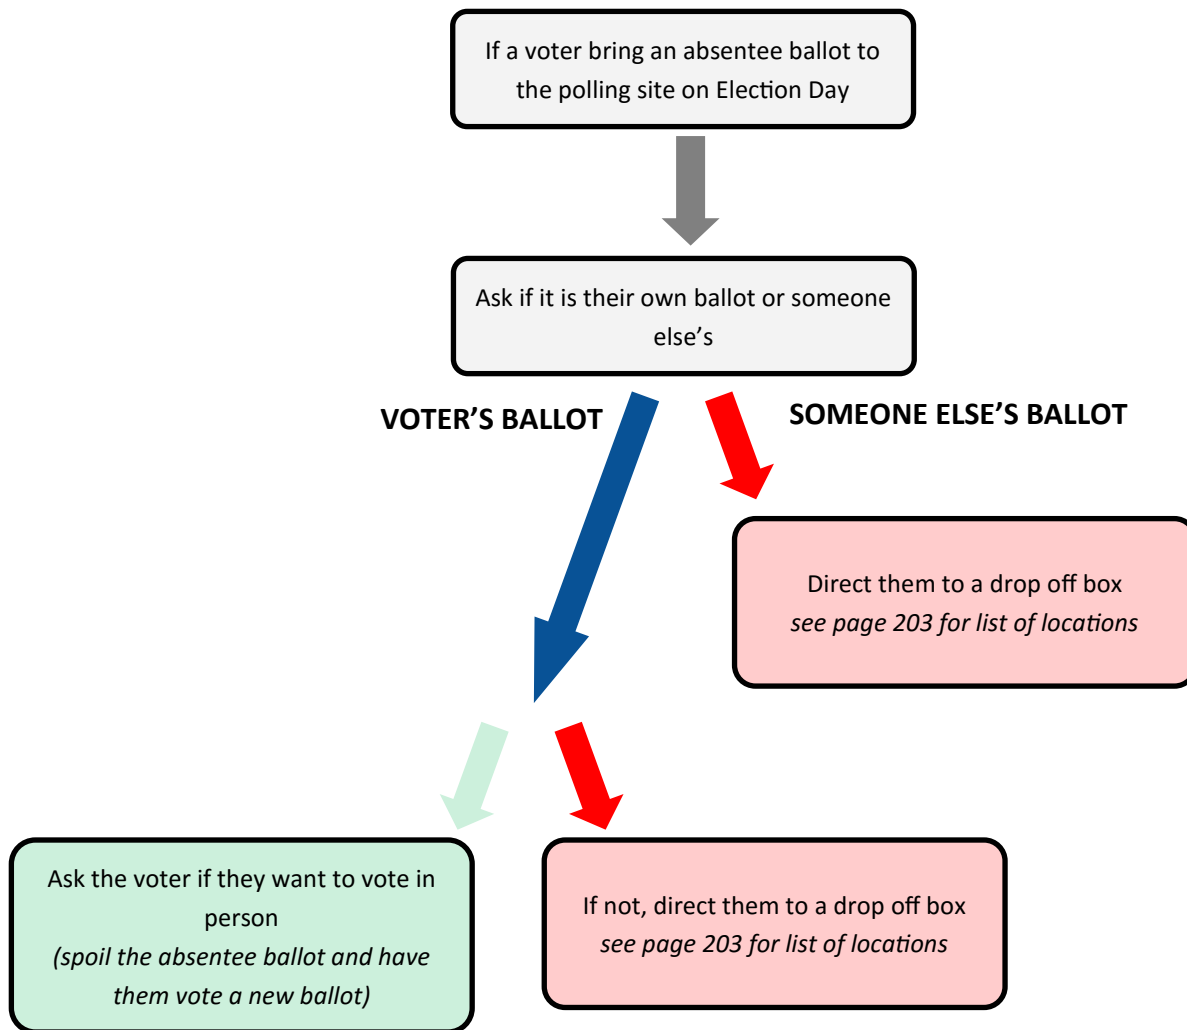 If a voter bring an absentee ballot to
the polling site on Election Day
Ask if it is their own ballot or someone
else’s
VOTER’S BALLOT
SOMEONE ELSE’S BALLOT
Direct them to a drop off box
see page 203 for list of locations
Ask the voter if they want to vote in
person
(spoil the absentee ballot and have
them vote a new ballot)
If not, direct them to a drop off box
see page 203 for list of locations